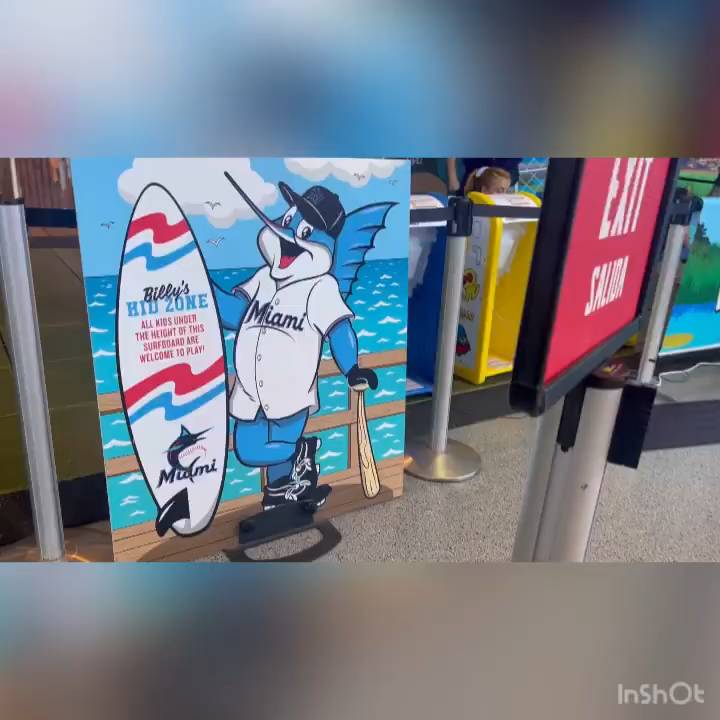 Billy's
KID ZONE
ALL KIDS UNDER
THE HEIGHT OF THIS
SURFBOARD ARE
WELCOME TO PLAY!
Miami
Miami
EXIT
SALIDA
InShOt